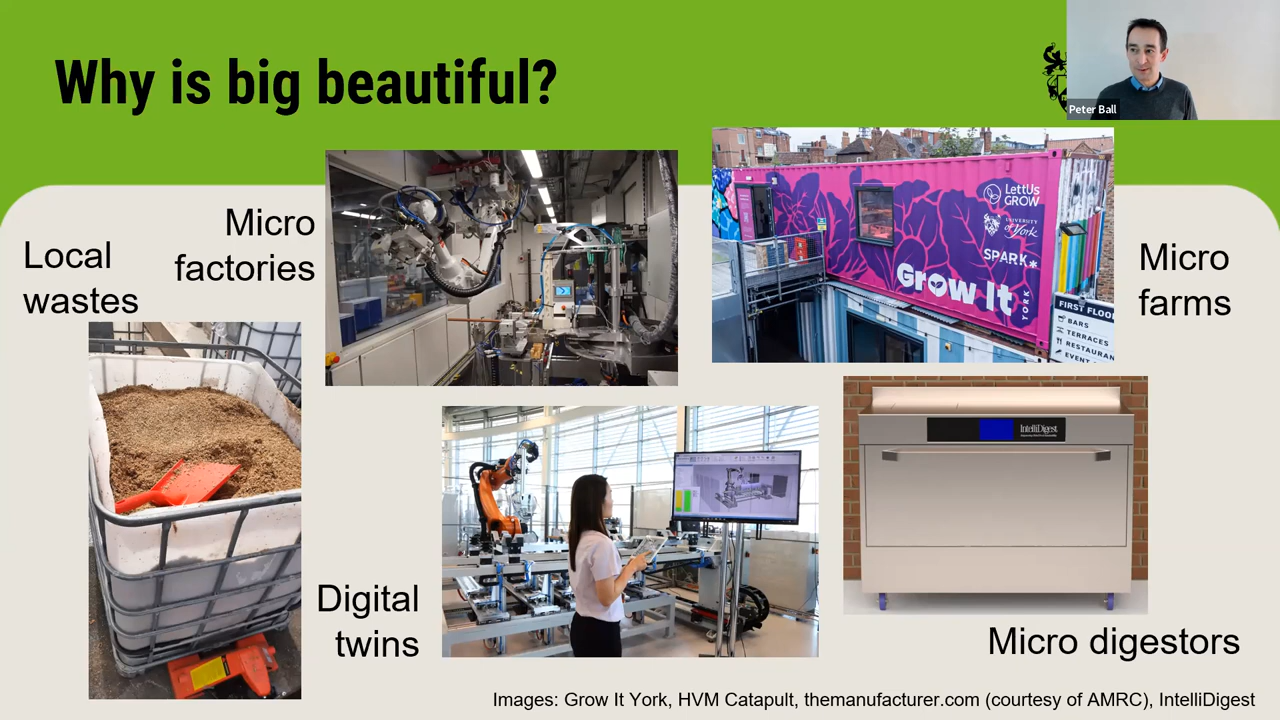 Why is big beautiful?
Peter Ball
Local
wastes
Micro
factories
LettUs
GROW
UNIVERSITY
of York
SPARK*
Grow It
YORK
FIRST FLOO
BARS
TERRACES
RESTAURAN
EVENT
Micro
farms
IntelliDigest
Digital
twins
Micro digestors
Images: Grow It York, HVM Catapult, themanufacturer.com (courtesy of AMRC), IntelliDigest